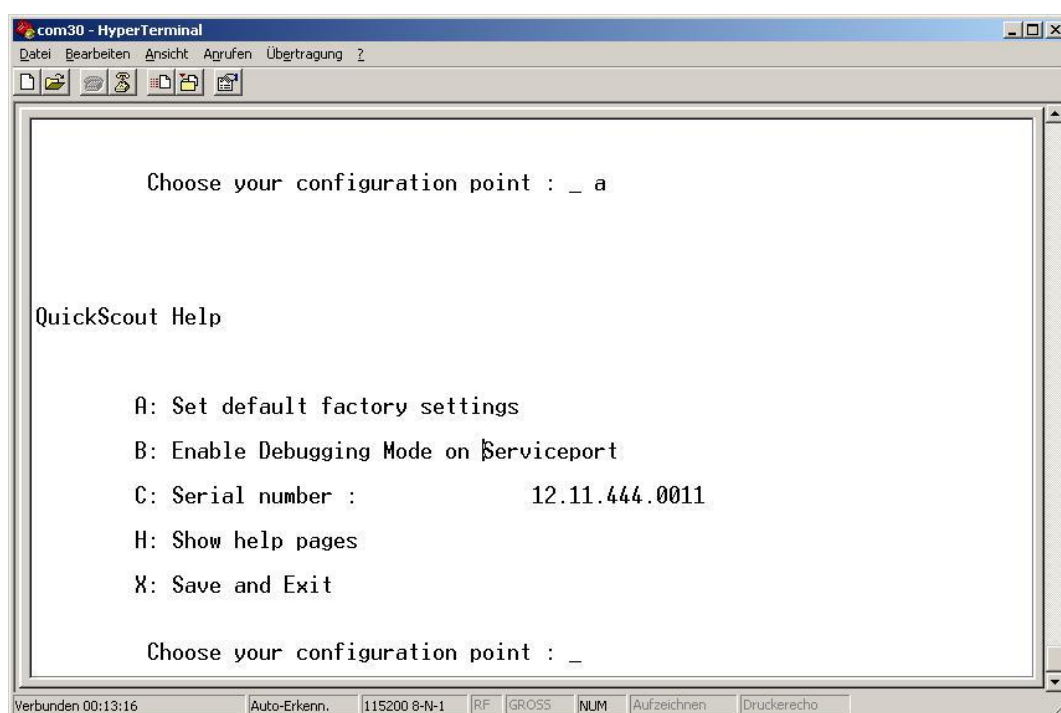 com30 - HyperTerminal
Datei Bearbeiten Ansicht Anrufen Übertragung ?
Choose your configuration point : _ a
QuickScout Help
A: Set default factory settings
B: Enable Debugging Mode on Serviceport
C: Serial number : 12.11.444.0011
H: Show help pages
X: Save and Exit
Choose your configuration point : _
Verbunden 00:13:16 Auto-Erkenn. 115200 8-N-1 RF GROSS NUM Aufzeichnen Druckerecho